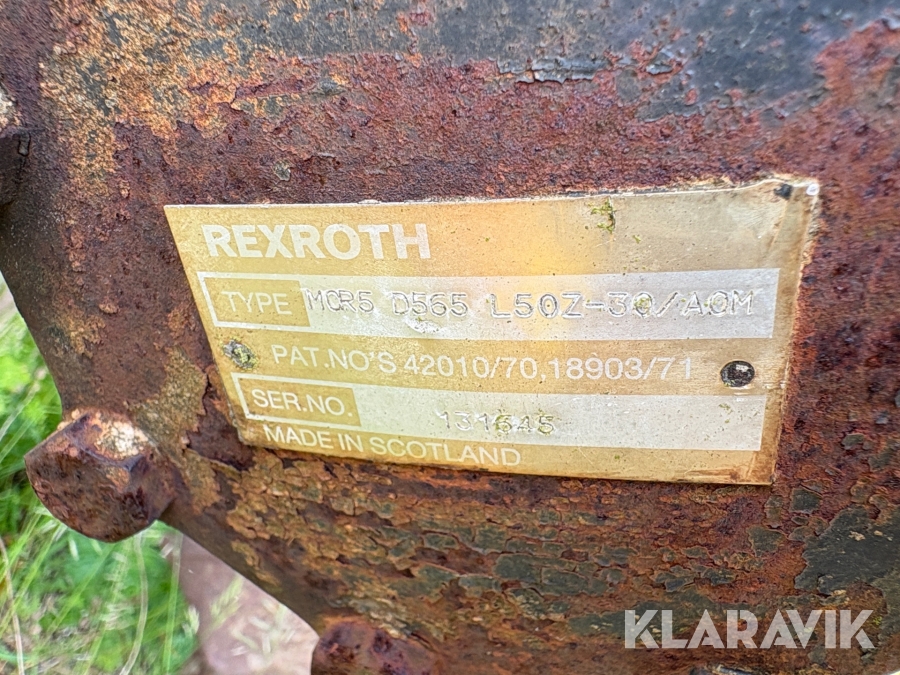 REXROTH
TYPE MCR5 D565 L50Z-30/AOM
PAT.NO'S.42010/70,18903/71
SER.NO. 131645
MADE IN SCOTLAND
KLARAVIK